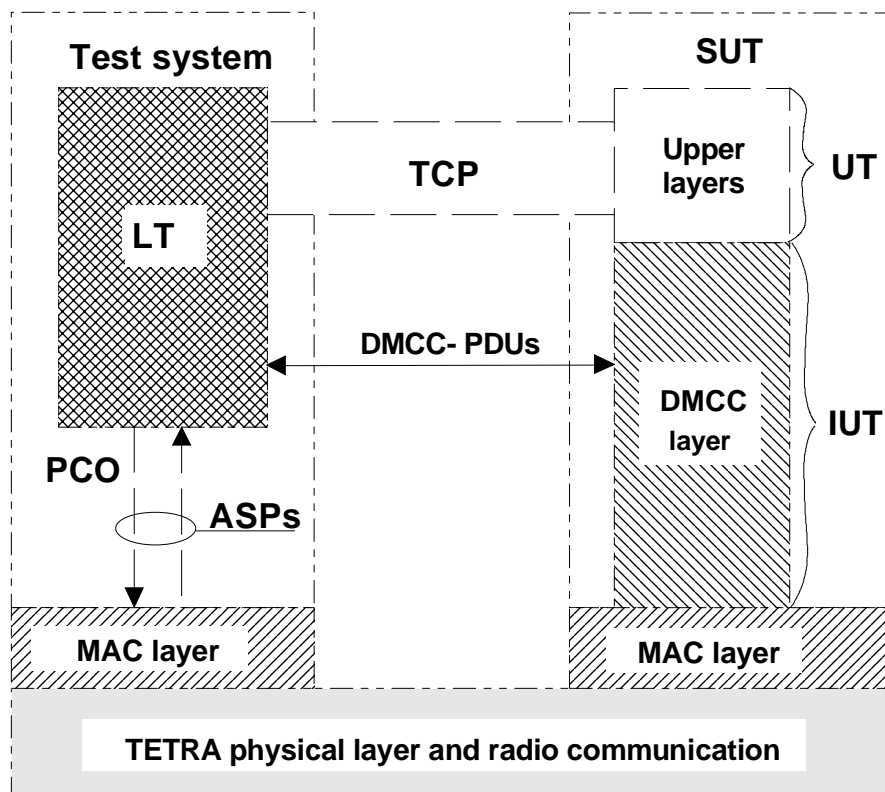 Test system
SUT
LT
TCP
Upper
layers
UT
DMCC- PDUs
DMCC
layer
IUT
PCO
ASPs
MAC layer
MAC layer
TETRA physical layer and radio communication